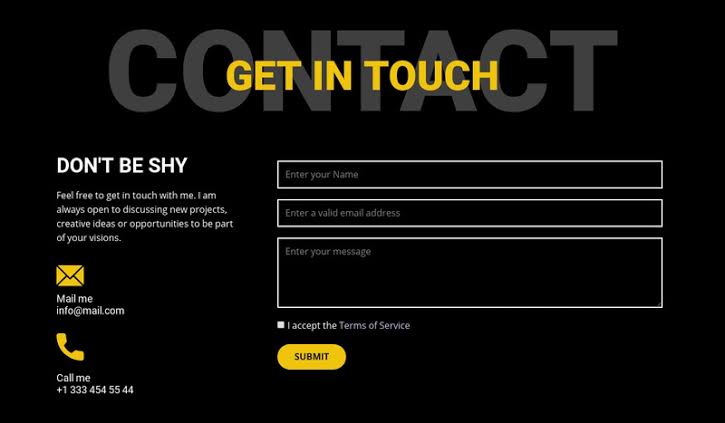 CONTACT
GET IN TOUCH
DON'T BE SHY
Feel free to get in touch with me. I am
always open to discussing new projects,
creative ideas or opportunities to be part
of your visions.
Mail me
info@mail.com
Call me
+1 333 454 55 44
Enter your Name
Enter a valid email address
Enter your message
I accept the Terms of Service
SUBMIT